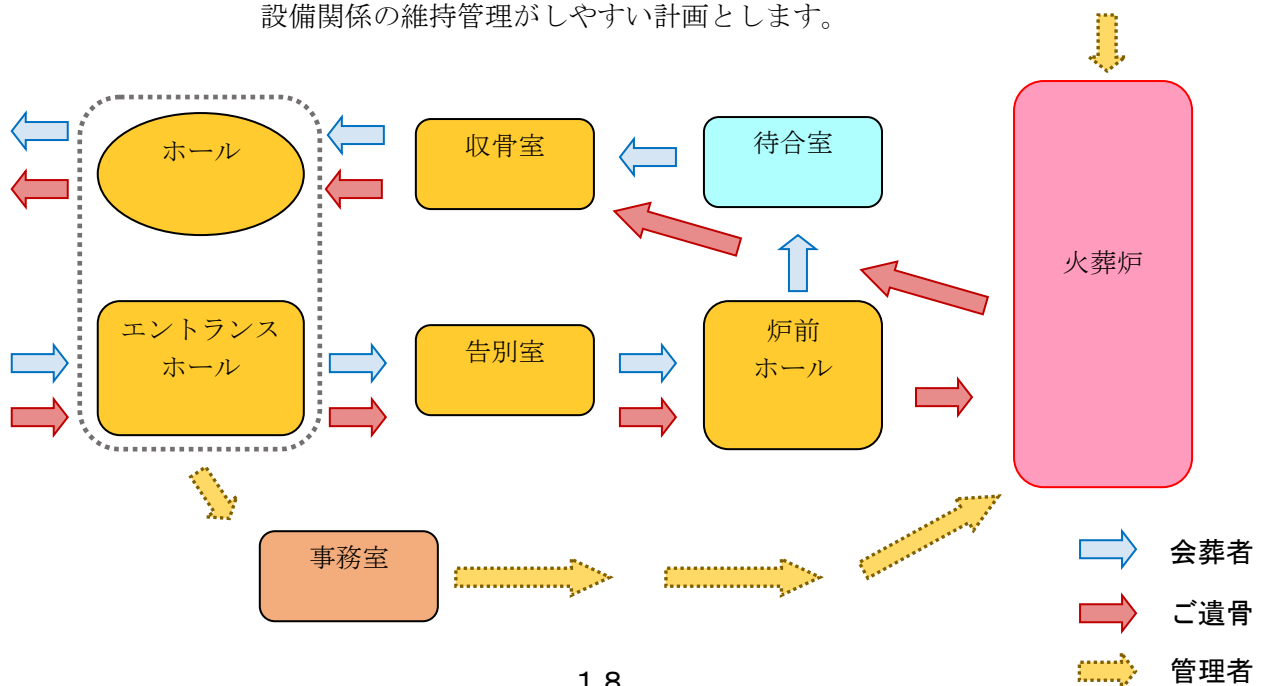 設備関係の維持管理がしやすい計画とします。
ホール
収骨室
待合室
火葬炉
エントランス
ホール
告別室
炉前
ホール
事務室
会葬者
ご遺骨
管理者
18